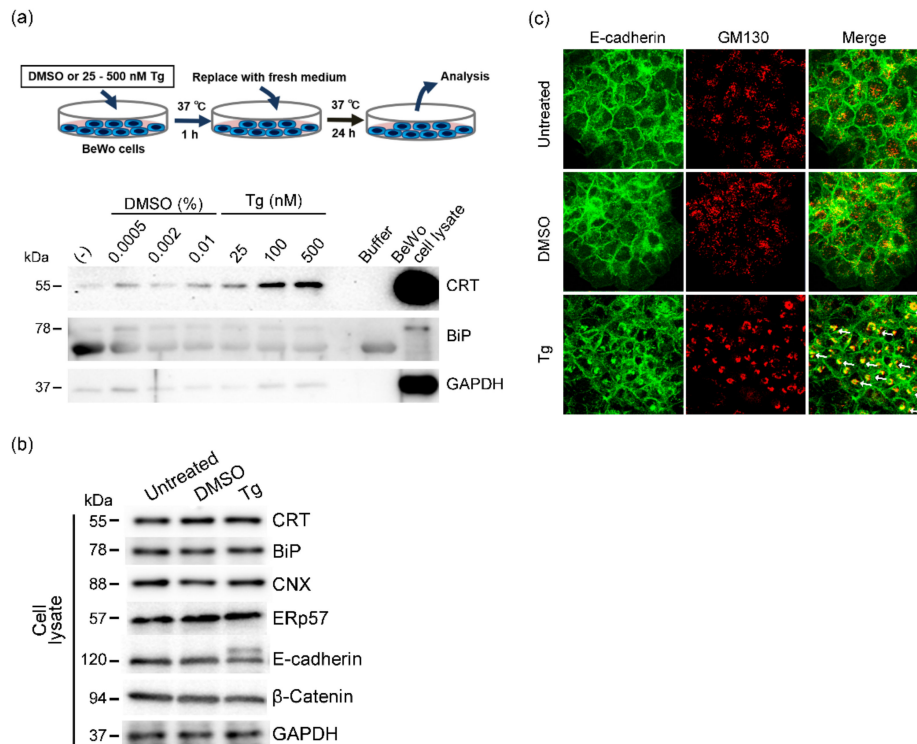 (a)
DMSO or 25 - 500 nM Tg
Replace with fresh medium
Analysis
37 ℃
1 h
37 ℃
24 h
BeWo cells
DMSO (%)
Tg (nM)
kDa
(-)
0.0005
0.002
0.01
25
100
500
Buffer
BeWo
cell lysate
55
CRT
78
BiP
37
GAPDH
(b)
kDa
Untreated
DMSO
Tg
55
CRT
78
BiP
88
CNX
57
ERp57
120
E-cadherin
94
β-Catenin
37
GAPDH
Cell
lysate
(c)
E-cadherin
GM130
Merge
Untreated
DMSO
Tg